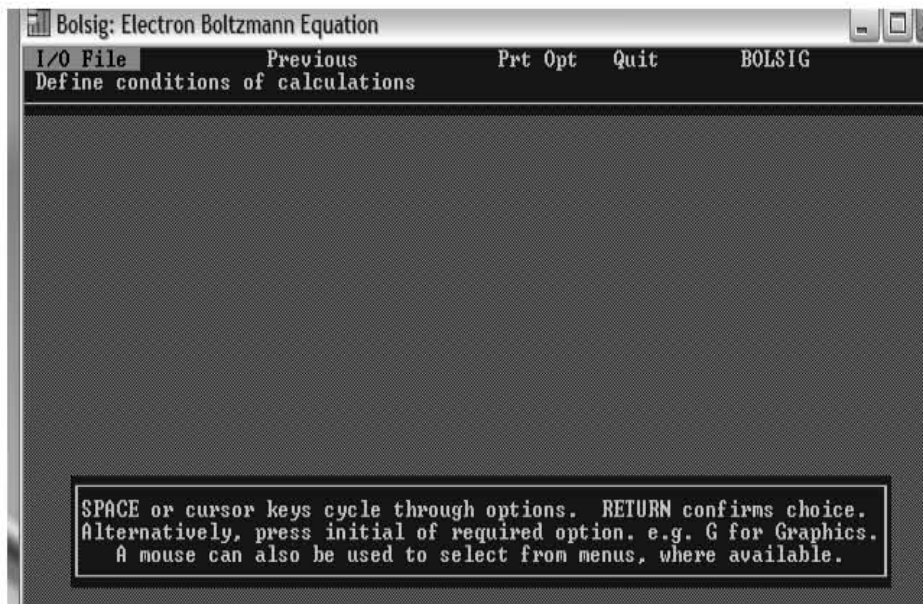 Bolsig: Electron Boltzmann Equation
I/O File Previous Prt Opt Quit BOLSIG
Define conditions of calculations
SPACE or cursor keys cycle through options. RETURN confirms choice.
Alternatively, press initial of required option. e.g. G for Graphics.
A mouse can also be used to select from menus, where available.